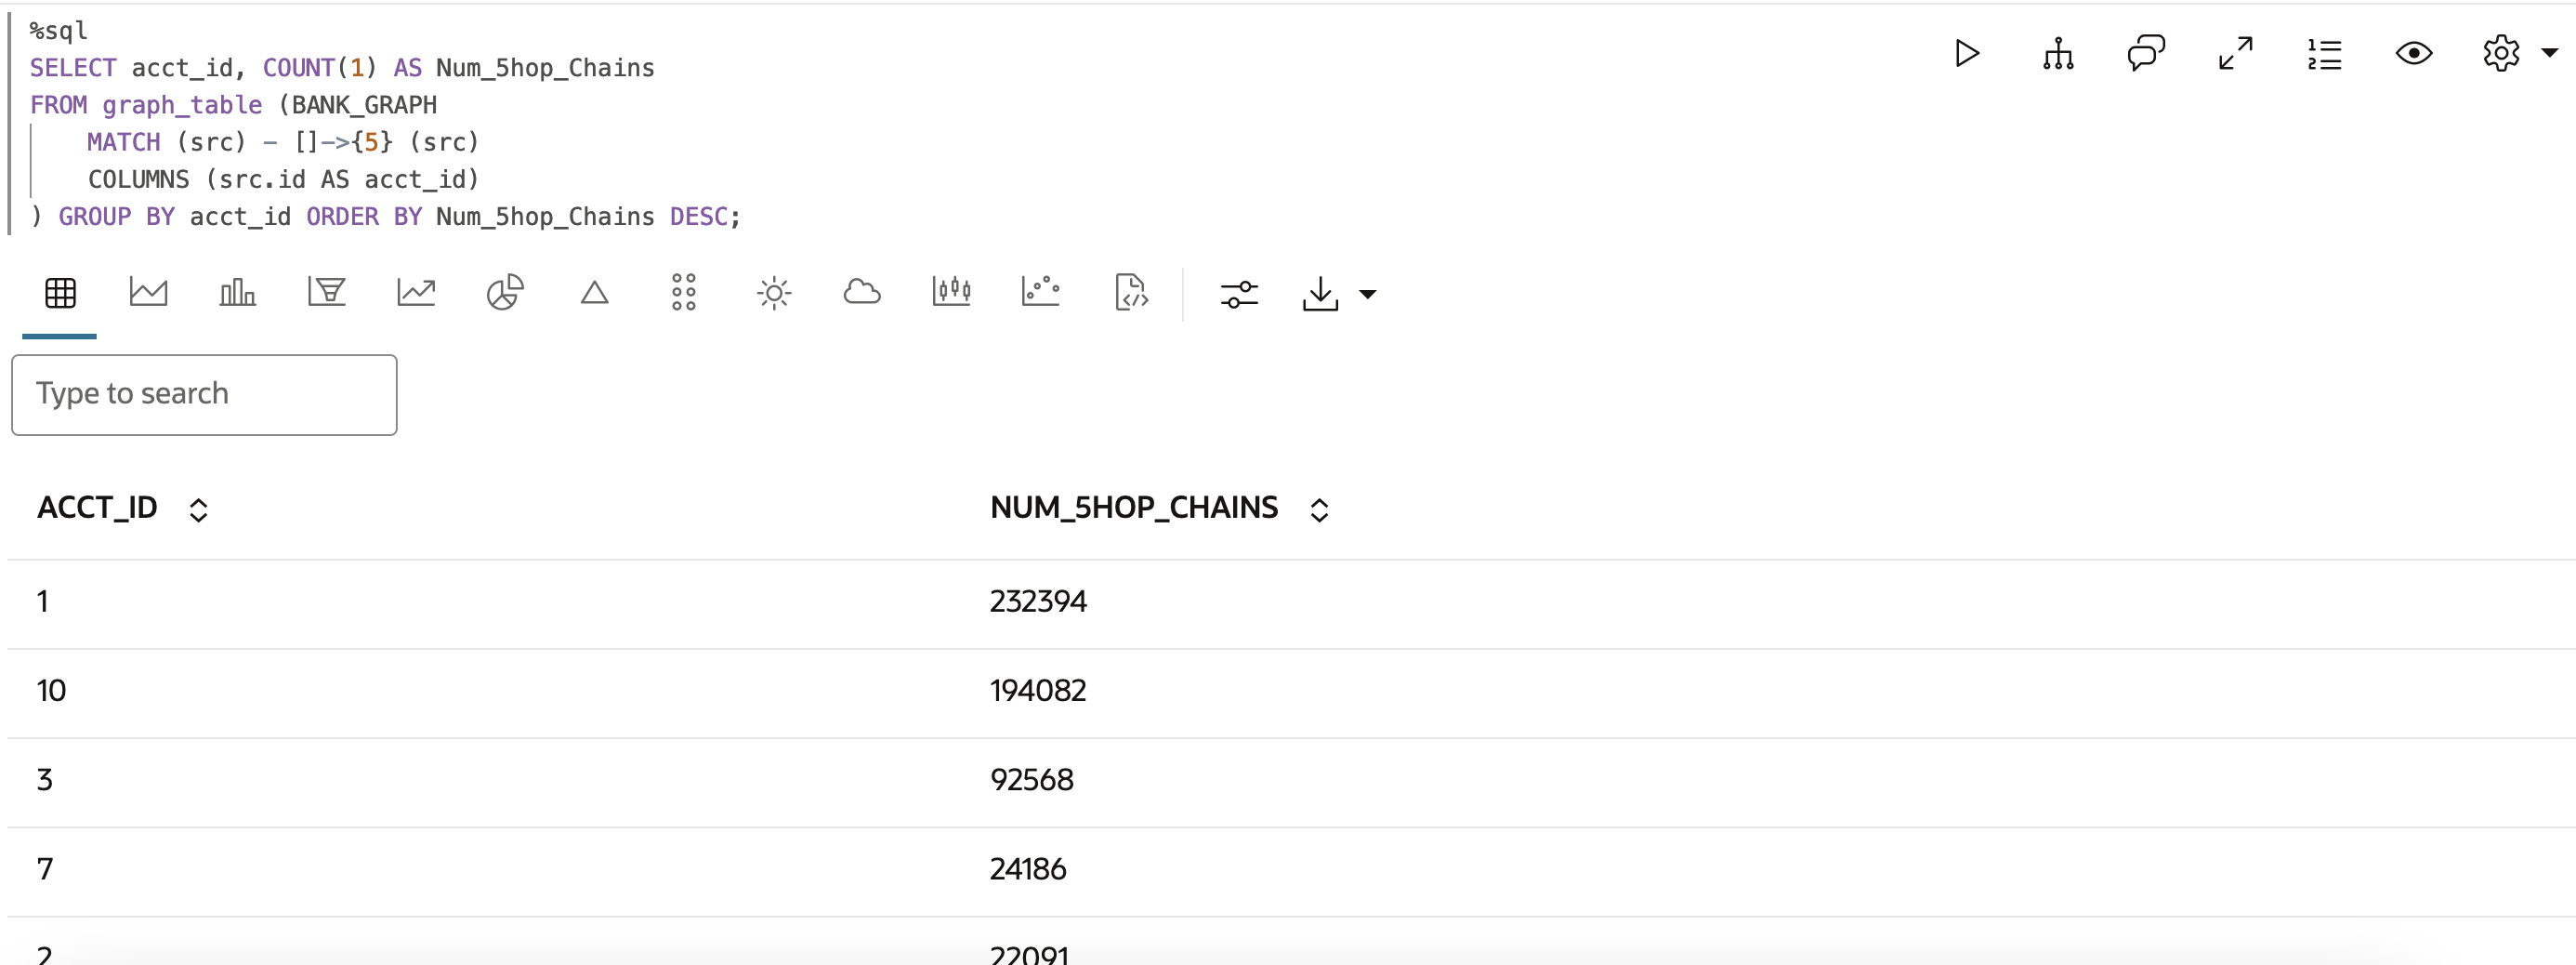 %sql
SELECT acct_id, COUNT(1) AS Num_5hop_Chains
FROM graph_table (BANK_GRAPH
MATCH (src) - []->{5} (src)
COLUMNS (src.id AS acct_id)
) GROUP BY acct_id ORDER BY Num_5hop_Chains DESC;
Type to search
ACCT_ID NUM_5HOP_CHAINS
1 232394
10 194082
3 92568
7 24186
2 22091